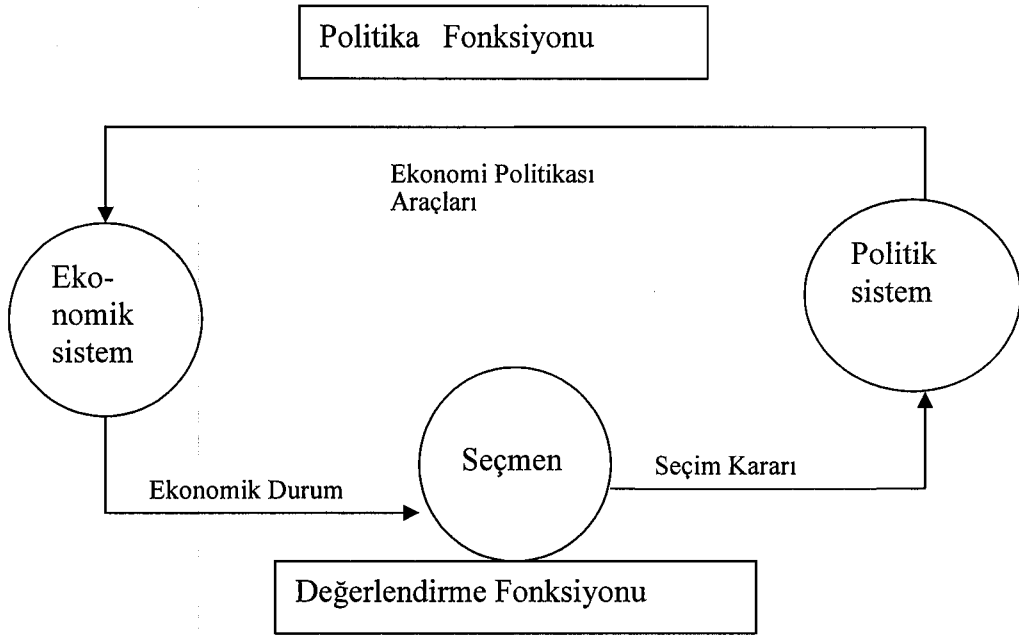 Politika Fonksiyonu
Ekonomi Politikası
Araçları
Eko-
nomik
sistem
Politik
sistem
Seçmen
Seçim Kararı
Ekonomik Durum
Değerlendirme Fonksiyonu